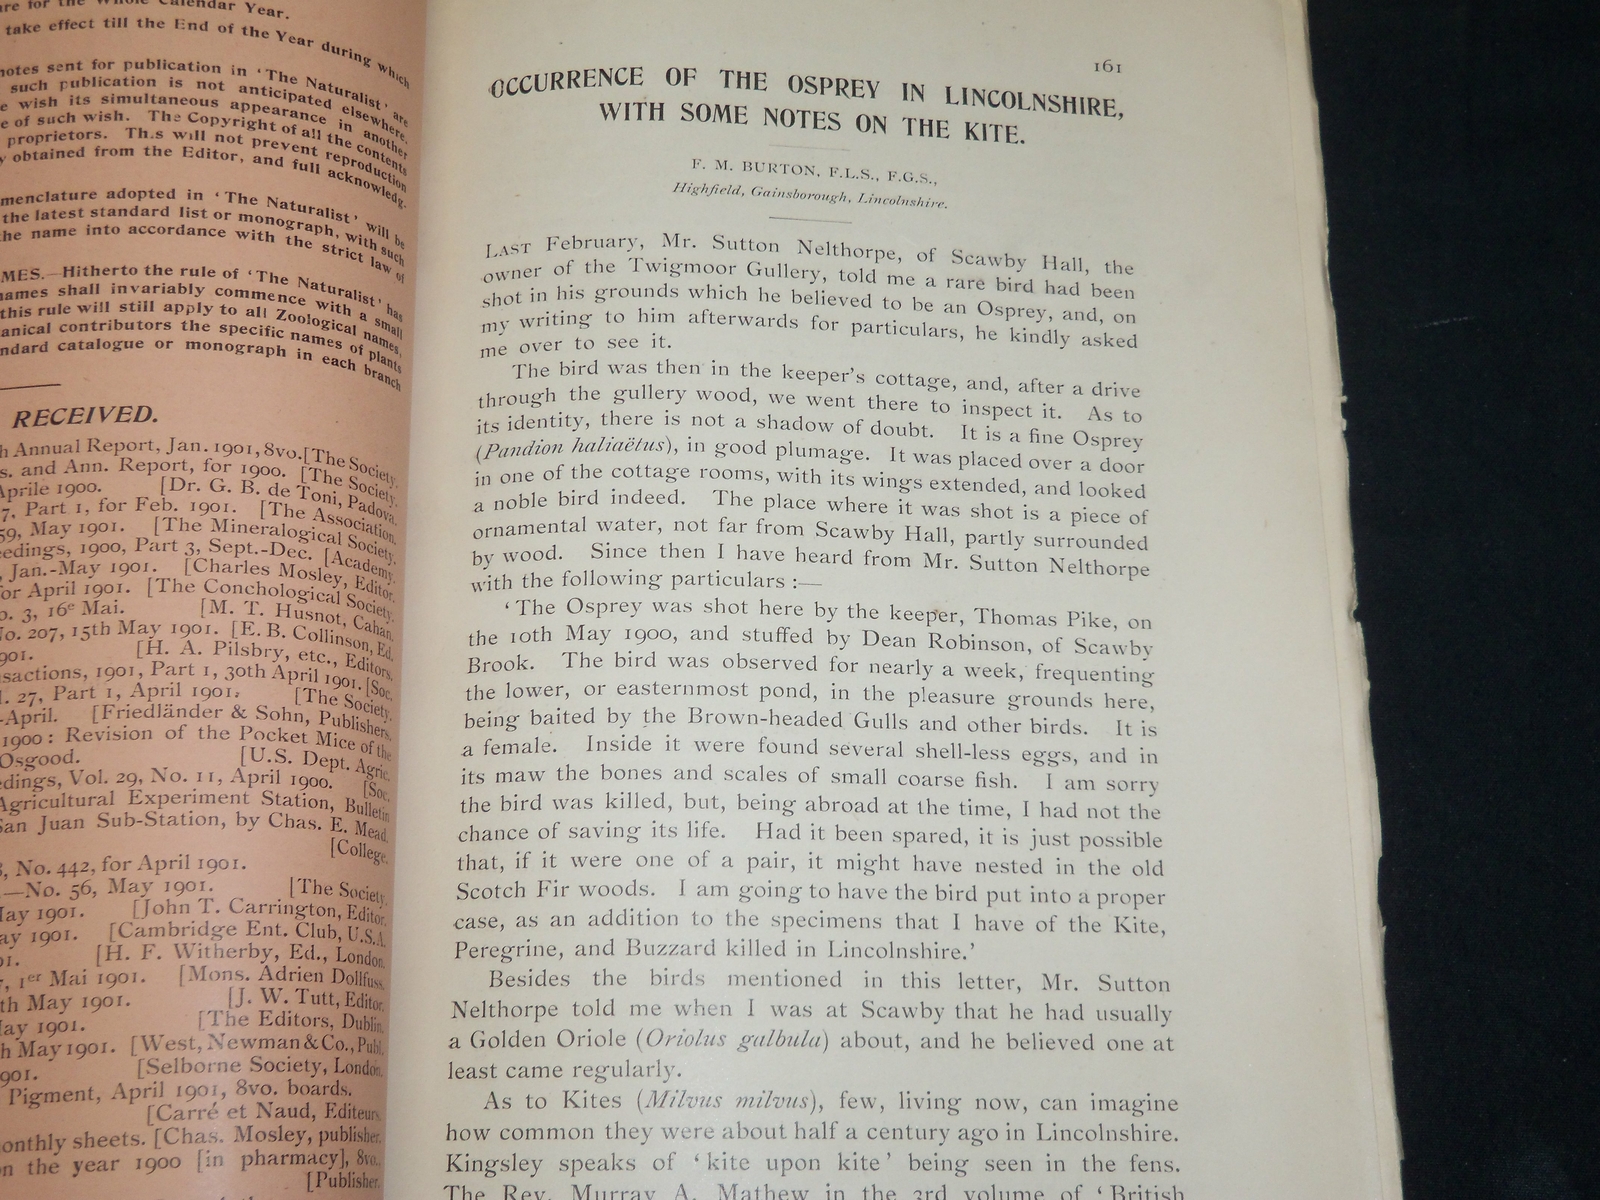 re for the Whole Calendar Year.
take effect till the End of the Year during which
notes sent for publication in 'The Naturalist' are
such publication is not anticipated elsewhere.
e wish its simultaneous appearance in another
e of such wish. The Copyright of all the contents
proprietors. Th.s will not prevent reproduction
y obtained from the Editor, and full acknowledg.
menclature adopted in 'The Naturalist' will be
the latest standard list or monograph, with such
he name into accordance with the strict law of
MES.—Hitherto the rule of 'The Naturalist' has
names shall invariably commence with a small
this rule will still apply to all Zoological names,
anical contributors the specific names of plants
ndard catalogue or monograph in each branch
RECEIVED.
h Annual Report, Jan. 1901, 8vo. [The Society.
s. and Ann. Report, for 1900. [The Society.
Aprile 1900. [Dr. G. B. de Toni, Padova.
7, Part 1, for Feb. 1901. [The Association.
59, May 1901. [The Mineralogical Society.
eedings, 1900, Part 3, Sept.-Dec. [Academy.
, Jan.-May 1901. [Charles Mosley, Editor.
for April 1901. [The Conchological Society.
o. 3, 16e Mai. [M. T. Husnot, Cahan.
No. 207, 15th May 1901. [E. B. Collinson, Ed.
901. [H. A. Pilsbry, etc., Editors.
sactions, 1901, Part 1, 30th April 1901. [Soc.
l. 27, Part 1, April 1901. [The Society.
-April. [Friedländer & Sohn, Publishers.
1900: Revision of the Pocket Mice of the
Osgood. [U.S. Dept. Agric.
edings, Vol. 29, No. 11, April 1900. [Soc.
Agricultural Experiment Station, Bulletin
San Juan Sub-Station, by Chas. E. Mead.
[College.
, No. 442, for April 1901.
—No. 56, May 1901. [The Society.
May 1901. [John T. Carrington, Editor.
ay 1901. [Cambridge Ent. Club, U.S.A.
01. [H. F. Witherby, Ed., London.
, 1er Mai 1901. [Mons. Adrien Dollfuss.
th May 1901. [J. W. Tutt, Editor.
May 1901. [The Editors, Dublin.
h May 1901. [West, Newman & Co., Publ.
901. [Selborne Society, London.
Pigment, April 1901, 8vo. boards.
[Carré et Naud, Editeurs.
onthly sheets. [Chas. Mosley, publisher.
n the year 1900 [in pharmacy], 8vo.,
[Publisher.
161
OCCURRENCE OF THE OSPREY IN LINCOLNSHIRE,
WITH SOME NOTES ON THE KITE.
F. M. BURTON, F.L.S., F.G.S.,
Highfield, Gainsborough, Lincolnshire.
LAST February, Mr. Sutton Nelthorpe, of Scawby Hall, the
owner of the Twigmoor Gullery, told me a rare bird had been
shot in his grounds which he believed to be an Osprey, and, on
my writing to him afterwards for particulars, he kindly asked
me over to see it.
The bird was then in the keeper's cottage, and, after a drive
through the gullery wood, we went there to inspect it. As to
its identity, there is not a shadow of doubt. It is a fine Osprey
(Pandion haliaëtus), in good plumage. It was placed over a door
in one of the cottage rooms, with its wings extended, and looked
a noble bird indeed. The place where it was shot is a piece of
ornamental water, not far from Scawby Hall, partly surrounded
by wood. Since then I have heard from Mr. Sutton Nelthorpe
with the following particulars :—
'The Osprey was shot here by the keeper, Thomas Pike, on
the 10th May 1900, and stuffed by Dean Robinson, of Scawby
Brook. The bird was observed for nearly a week, frequenting
the lower, or easternmost pond, in the pleasure grounds here,
being baited by the Brown-headed Gulls and other birds. It is
a female. Inside it were found several shell-less eggs, and in
its maw the bones and scales of small coarse fish. I am sorry
the bird was killed, but, being abroad at the time, I had not the
chance of saving its life. Had it been spared, it is just possible
that, if it were one of a pair, it might have nested in the old
Scotch Fir woods. I am going to have the bird put into a proper
case, as an addition to the specimens that I have of the Kite,
Peregrine, and Buzzard killed in Lincolnshire.'
Besides the birds mentioned in this letter, Mr. Sutton
Nelthorpe told me when I was at Scawby that he had usually
a Golden Oriole (Oriolus galbula) about, and he believed one at
least came regularly.
As to Kites (Milvus milvus), few, living now, can imagine
how common they were about half a century ago in Lincolnshire.
Kingsley speaks of 'kite upon kite' being seen in the fens.
The Rev. Murray A. Mathew in the 3rd volume of 'British